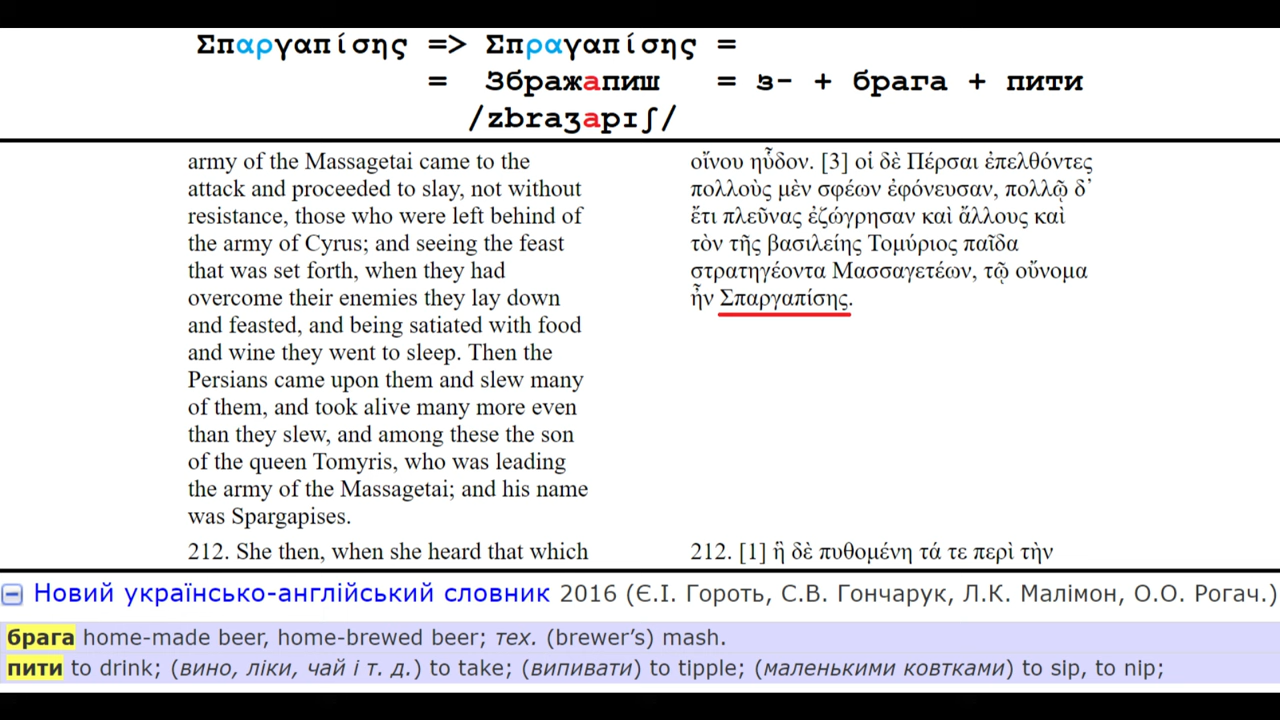 Σπαργαπίσης => Σπραγαπίσης =
= Збражапиш = з- + брага + пити
/zbraʒapɪʃ/
army of the Massagetai came to the
attack and proceeded to slay, not without
resistance, those who were left behind of
the army of Cyrus; and seeing the feast
that was set forth, when they had
overcome their enemies they lay down
and feasted, and being satiated with food
and wine they went to sleep. Then the
Persians came upon them and slew many
of them, and took alive many more even
than they slew, and among these the son
of the queen Tomyris, who was leading
the army of the Massagetai; and his name
was Spargapises.
212. She then, when she heard that which
οἴνου ηὗδον. [3] οἱ δὲ Πέρσαι ἐπελθόντες
πολλοὺς μὲν σφέων ἐφόνευσαν, πολλῷ δ᾽
ἔτι πλεῦνας ἐζώγρησαν καὶ ἄλλους καὶ
τὸν τῆς βασιλείης Τομύριος παῖδα
στρατηγέοντα Μασσαγετέων, τῷ οὔνομα
ἦν Σπαργαπίσης.
212. [1] ἣ δὲ πυθομένη τά τε περὶ τὴν
Новий українсько-англійський словник 2016 (Є.І. Гороть, С.В. Гончарук, Л.К. Малімон, О.О. Рогач.)
брага home-made beer, home-brewed beer; тех. (brewer’s) mash.
пити to drink; (вино, ліки, чай і т. д.) to take; (випивати) to tipple; (маленькими ковтками) to sip, to nip;